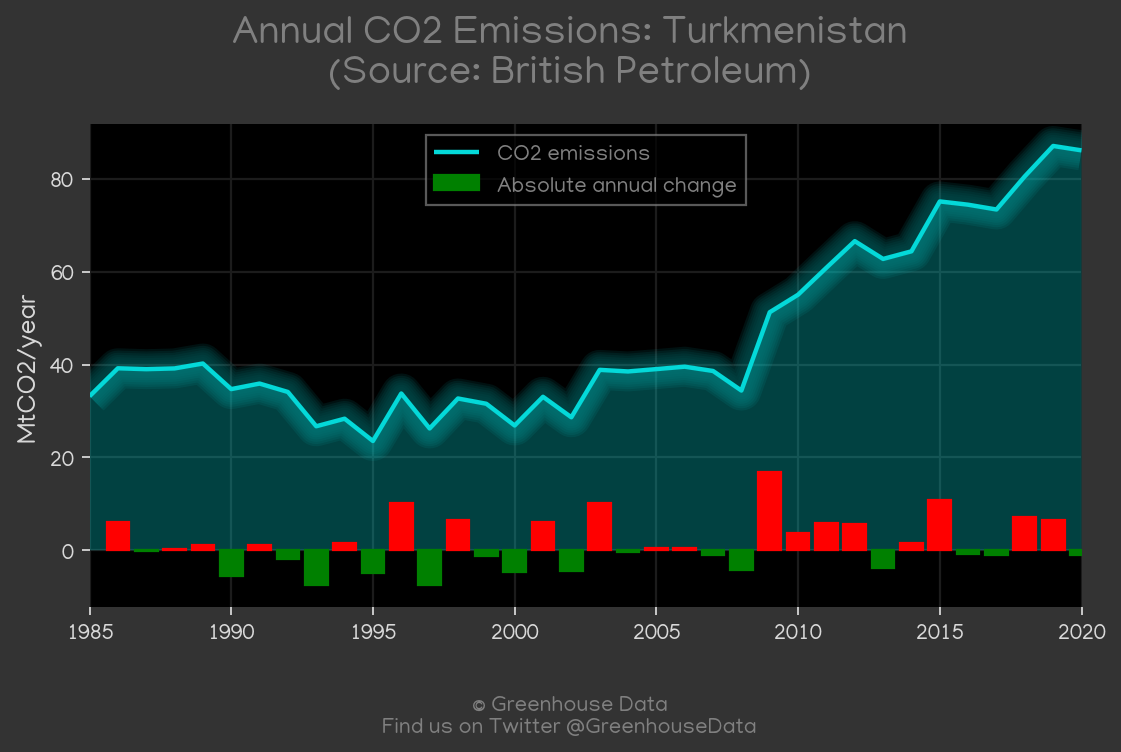 Annual CO2 Emissions: Turkmenistan
(Source: British Petroleum)
CO2 emissions
Absolute annual change
MtCO2/year
80
60
40
20
0
1985 1990 1995 2000 2005 2010 2015 2020
© Greenhouse Data
Find us on Twitter @GreenhouseData